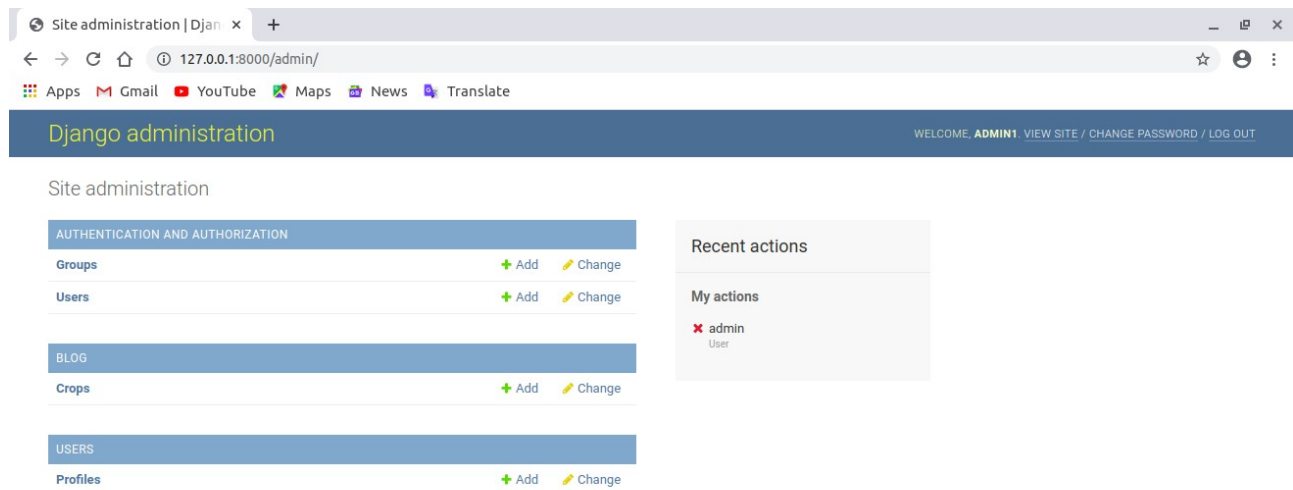 Site administration | Djan
127.0.0.1:8000/admin/
Apps Gmail YouTube Maps News Translate
Django administration
WELCOME, ADMIN1. VIEW SITE / CHANGE PASSWORD / LOG OUT
Site administration
AUTHENTICATION AND AUTHORIZATION
Groups Add Change
Users Add Change
BLOG
Crops Add Change
USERS
Profiles Add Change
Recent actions
My actions
admin
User